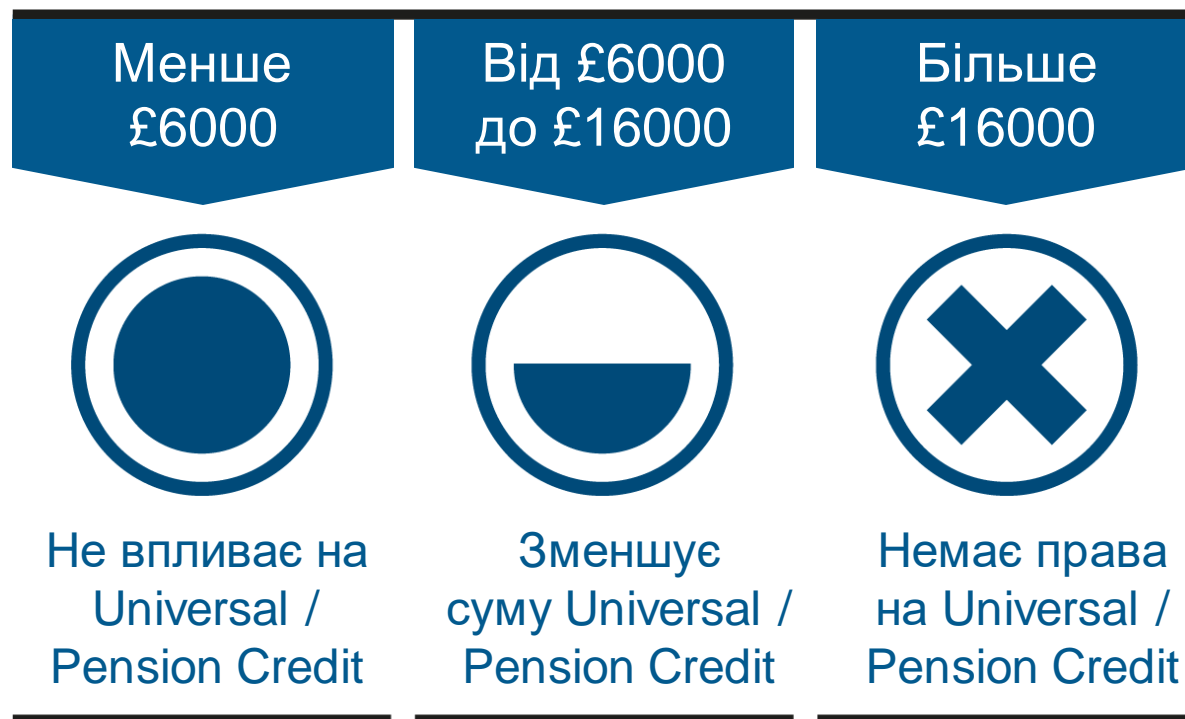 Менше
£6000
Від £6000
до £16000
Більше
£16000
Не впливає на
Universal /
Pension Credit
Зменшує
суму Universal /
Pension Credit
Немає права
на Universal /
Pension Credit